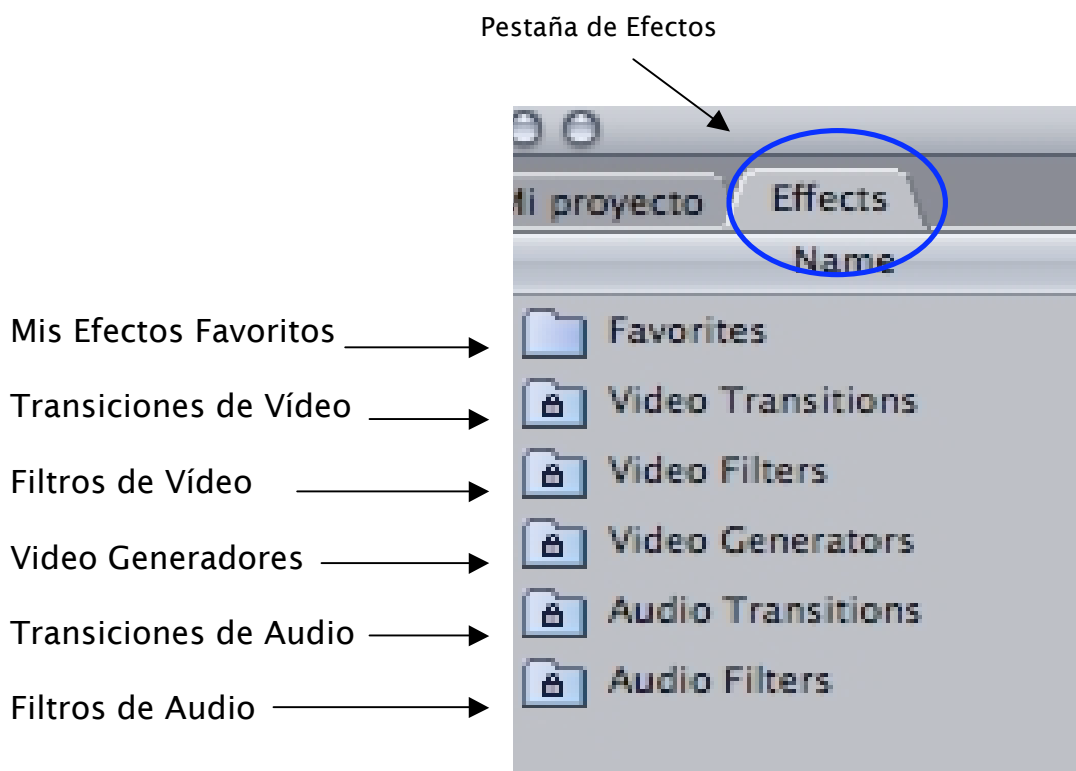 Pestaña de Efectos
Mi proyecto Effects
Name
Mis Efectos Favoritos Favorites
Transiciones de Vídeo Video Transitions
Filtros de Vídeo Video Filters
Video Generadores Video Generators
Transiciones de Audio Audio Transitions
Filtros de Audio Audio Filters